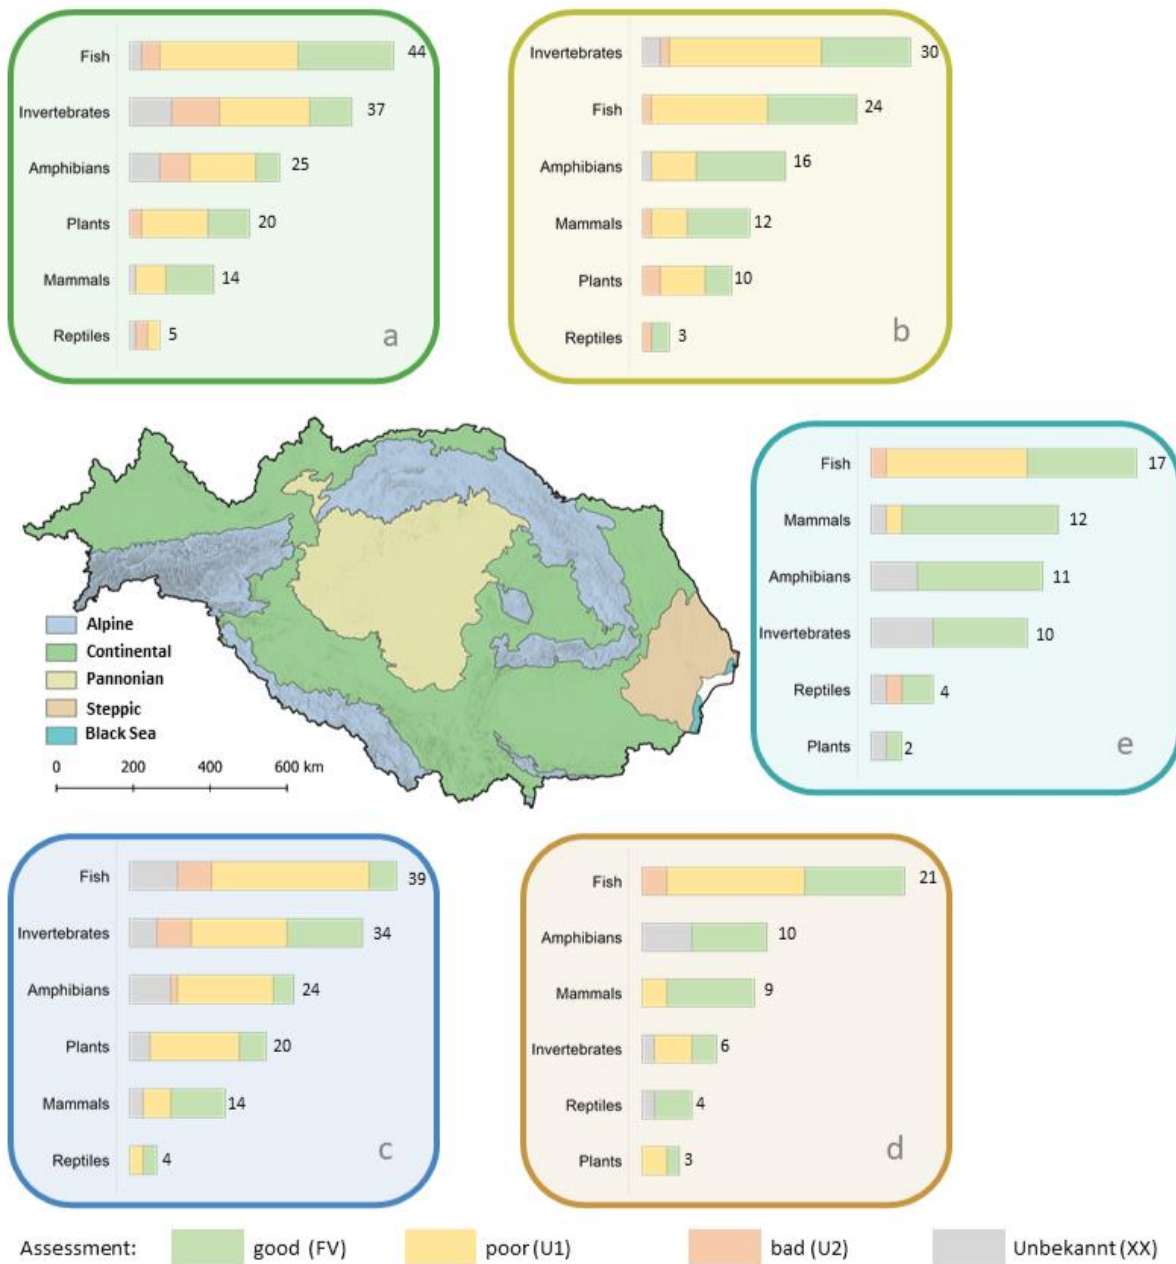 Fish 44
Invertebrates 37
Amphibians 25
Plants 20
Mammals 14
Reptiles 5
a
Invertebrates 30
Fish 24
Amphibians 16
Mammals 12
Plants 10
Reptiles 3
b
Alpine
Continental
Pannonian
Steppic
Black Sea
0 200 400 600 km
Fish 17
Mammals 12
Amphibians 11
Invertebrates 10
Reptiles 4
Plants 2
e
Fish 39
Invertebrates 34
Amphibians 24
Plants 20
Mammals 14
Reptiles 4
c
Fish 21
Amphibians 10
Mammals 9
Invertebrates 6
Reptiles 4
Plants 3
d
Assessment: good (FV) poor (U1) bad (U2) Unbekannt (XX)